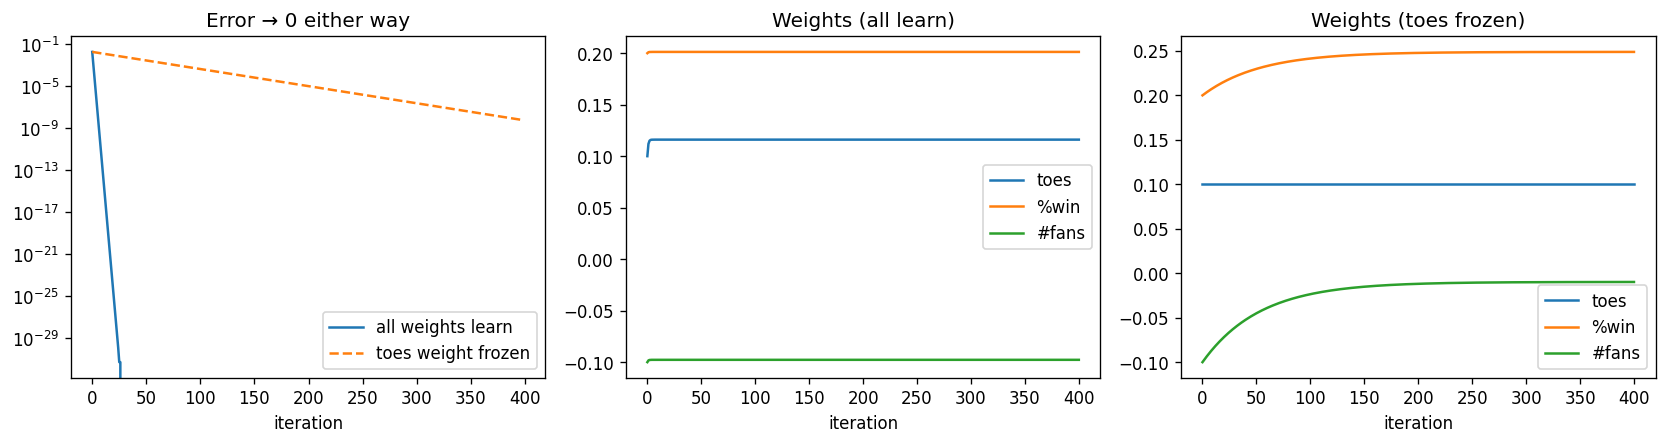 Error → 0 either way
10⁻¹
10⁻⁵
10⁻⁹
10⁻¹³
10⁻¹⁷
10⁻²¹
10⁻²⁵
10⁻²⁹
all weights learn
toes weight frozen
0 50 100 150 200 250 300 350 400
iteration
Weights (all learn)
0.20
0.15
0.10
0.05
0.00
−0.05
−0.10
toes
%win
#fans
0 50 100 150 200 250 300 350 400
iteration
Weights (toes frozen)
0.25
0.20
0.15
0.10
0.05
0.00
−0.05
−0.10
toes
%win
#fans
0 50 100 150 200 250 300 350 400
iteration